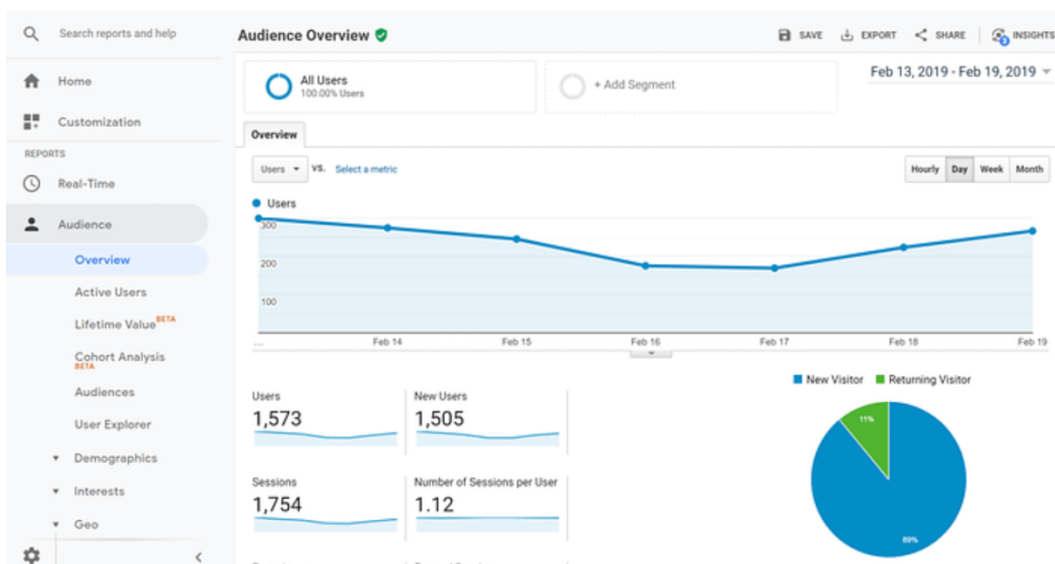 Search reports and help
Audience Overview
SAVE
EXPORT
SHARE
INSIGHTS
Home
Customization
REPORTS
Real-Time
Audience
Overview
Active Users
Lifetime Value BETA
Cohort Analysis
BETA
Audiences
User Explorer
Demographics
Interests
Geo
All Users
100.00% Users
+ Add Segment
Feb 13, 2019 - Feb 19, 2019
Overview
Users VS. Select a metric
Hourly Day Week Month
Users
300
200
100
... Feb 14 Feb 15 Feb 16 Feb 17 Feb 18 Feb 19
New Visitor Returning Visitor
Users
1,573
New Users
1,505
Sessions
1,754
Number of Sessions per User
1.12
11%
89%